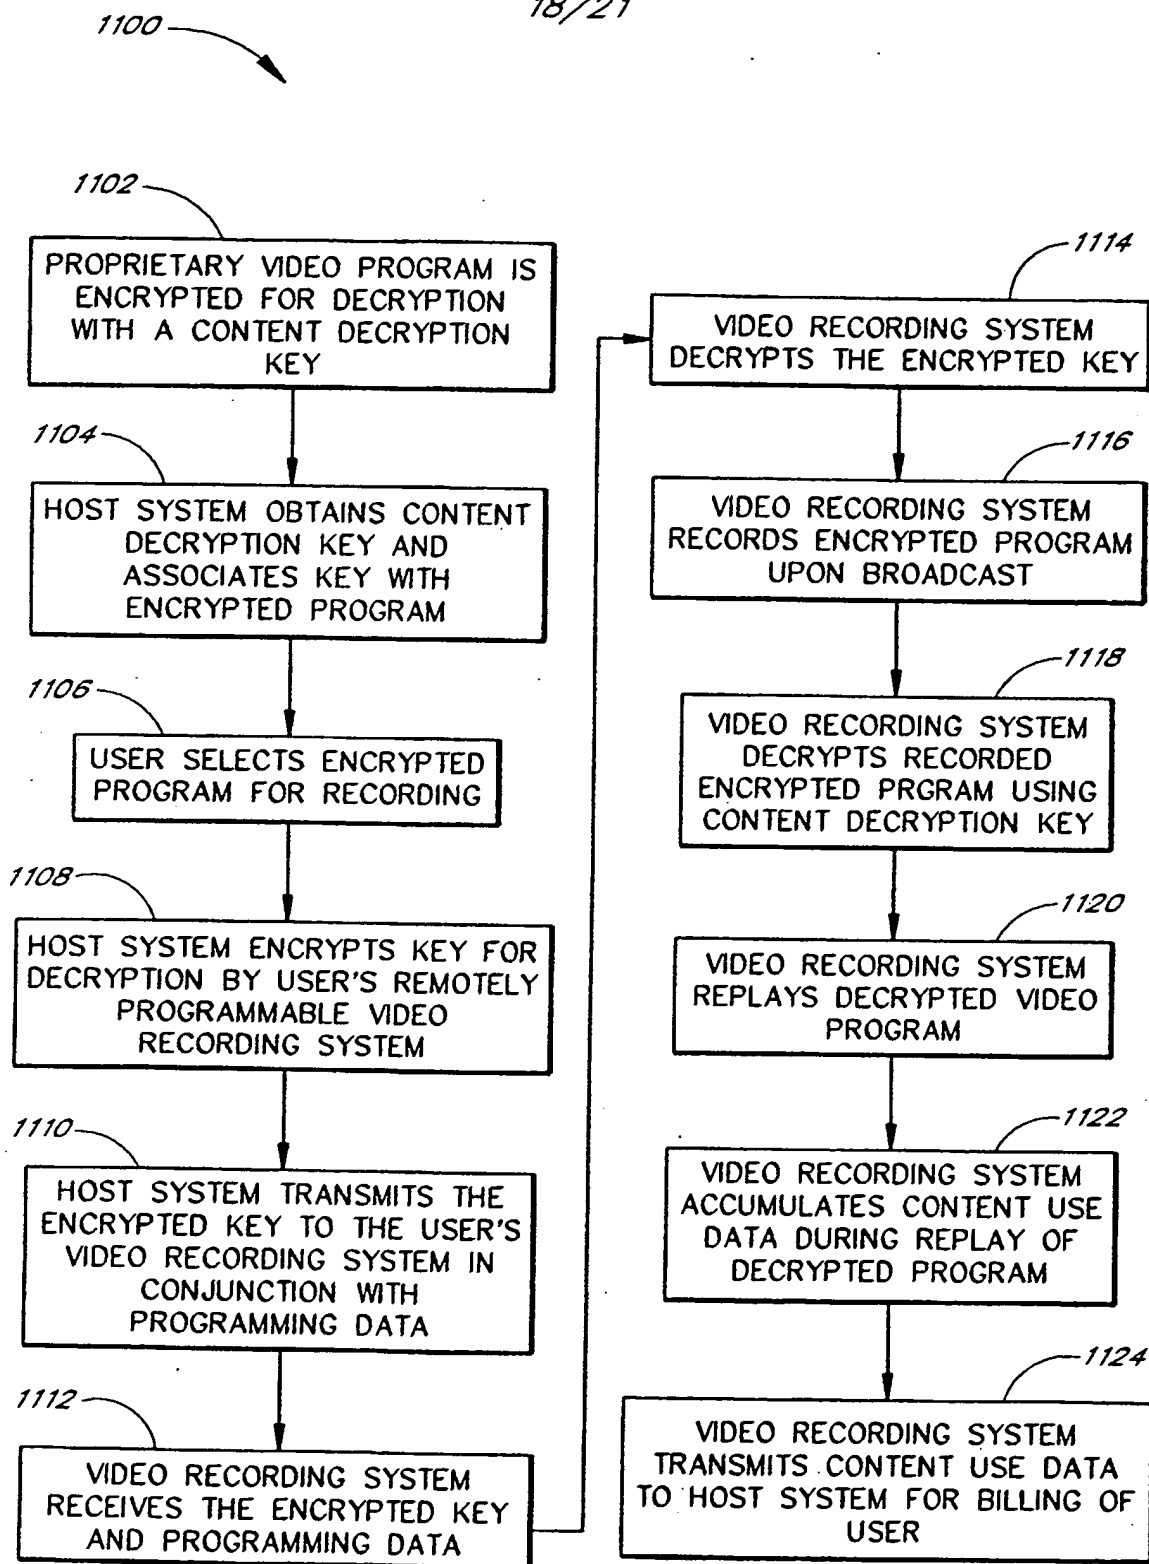 18/21
1100
1102
PROPRIETARY VIDEO PROGRAM IS
ENCRYPTED FOR DECRYPTION
WITH A CONTENT DECRYPTION
KEY
1104
HOST SYSTEM OBTAINS CONTENT
DECRYPTION KEY AND
ASSOCIATES KEY WITH
ENCRYPTED PROGRAM
1106
USER SELECTS ENCRYPTED
PROGRAM FOR RECORDING
1108
HOST SYSTEM ENCRYPTS KEY FOR
DECRYPTION BY USER'S REMOTELY
PROGRAMMABLE VIDEO
RECORDING SYSTEM
1110
HOST SYSTEM TRANSMITS THE
ENCRYPTED KEY TO THE USER'S
VIDEO RECORDING SYSTEM IN
CONJUNCTION WITH
PROGRAMMING DATA
1112
VIDEO RECORDING SYSTEM
RECEIVES THE ENCRYPTED KEY
AND PROGRAMMING DATA
1114
VIDEO RECORDING SYSTEM
DECRYPTS THE ENCRYPTED KEY
1116
VIDEO RECORDING SYSTEM
RECORDS ENCRYPTED PROGRAM
UPON BROADCAST
1118
VIDEO RECORDING SYSTEM
DECRYPTS RECORDED
ENCRYPTED PRGRAM USING
CONTENT DECRYPTION KEY
1120
VIDEO RECORDING SYSTEM
REPLAYS DECRYPTED VIDEO
PROGRAM
1122
VIDEO RECORDING SYSTEM
ACCUMULATES CONTENT USE
DATA DURING REPLAY OF
DECRYPTED PROGRAM
1124
VIDEO RECORDING SYSTEM
TRANSMITS CONTENT USE DATA
TO HOST SYSTEM FOR BILLING OF
USER